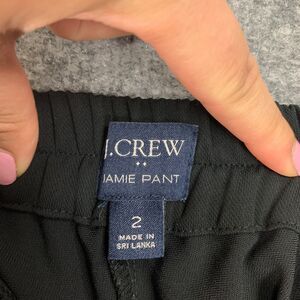 J.CREW
JAMIE PANT
2
MADE IN
SRI LANKA